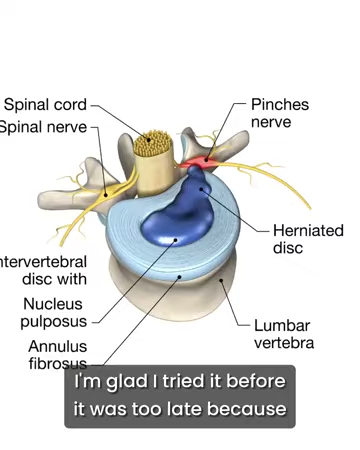 Spinal cord
Spinal nerve
Pinches
nerve
Herniated
disc
ntervertebral
disc with
Nucleus
pulposus
Annulus
fibrosus
Lumbar
vertebra
I'm glad I tried it before
it was too late because